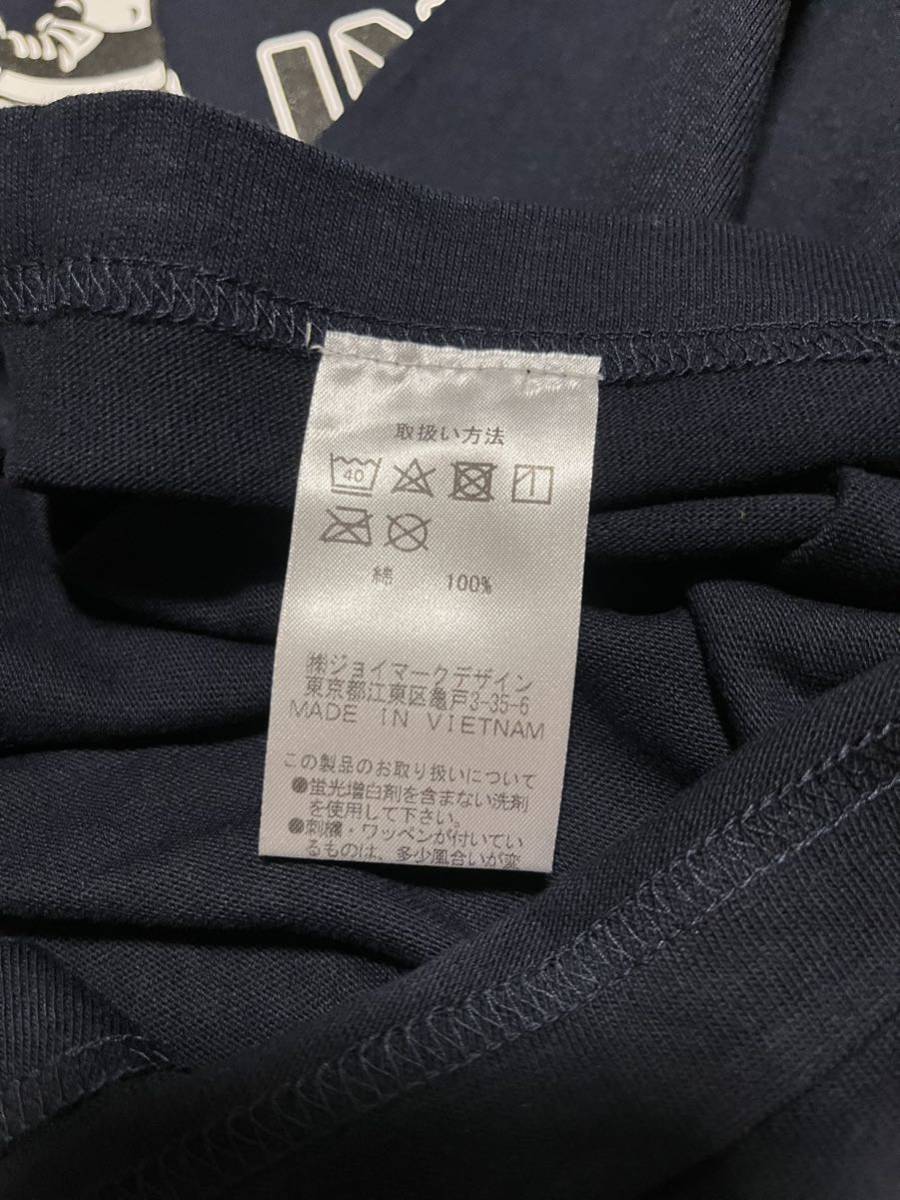 取扱い方法
40
綿 100%
㈱ジョイマークデザイン
東京都江東区亀戸3-35-6
MADE IN VIETNAM
この製品のお取り扱いについて
●蛍光増白剤を含まない洗剤
を使用して下さい。
●刺繍・ワッペンが付いてい
るものは、多少風合いが変